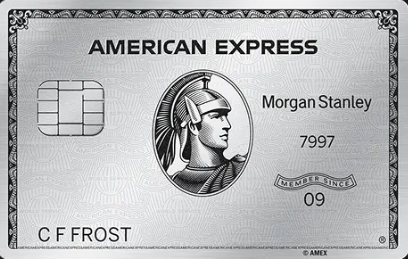 AMERICAN EXPRESS
Morgan Stanley
7997
MEMBER SINCE
09
C F FROST
®
© AMEX